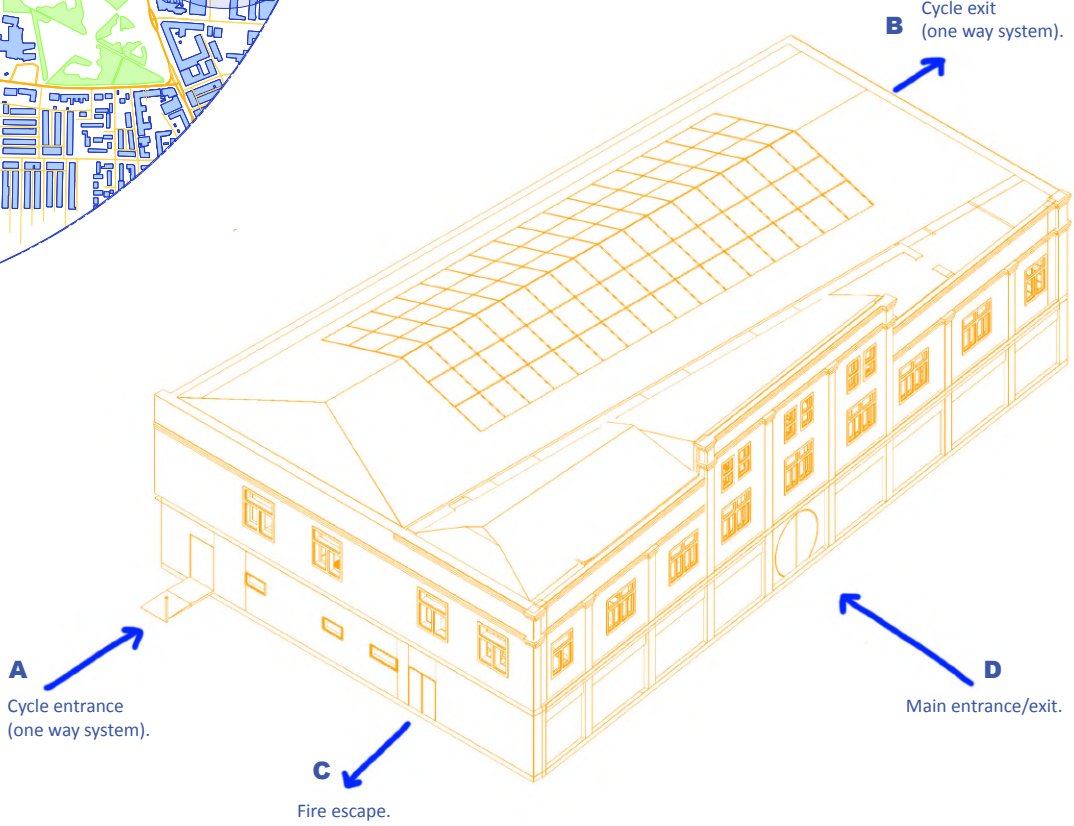 Cycle exit
B (one way system).
A
Cycle entrance
(one way system).
D
Main entrance/exit.
C
Fire escape.